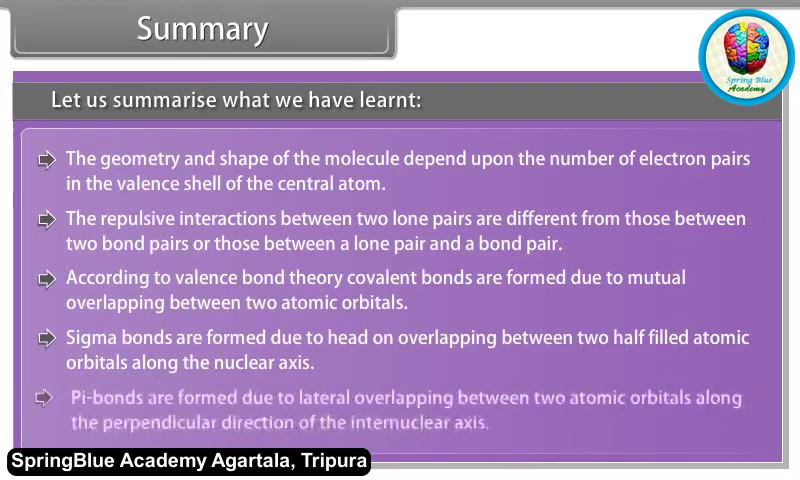 Summary
Spring Blue
Academy
Let us summarise what we have learnt:
The geometry and shape of the molecule depend upon the number of electron pairs
in the valence shell of the central atom.
The repulsive interactions between two lone pairs are different from those between
two bond pairs or those between a lone pair and a bond pair.
According to valence bond theory covalent bonds are formed due to mutual
overlapping between two atomic orbitals.
Sigma bonds are formed due to head on overlapping between two half filled atomic
orbitals along the nuclear axis.
Pi-bonds are formed due to lateral overlapping between two atomic orbitals along
the perpendicular direction of the internuclear axis.
SpringBlue Academy Agartala, Tripura